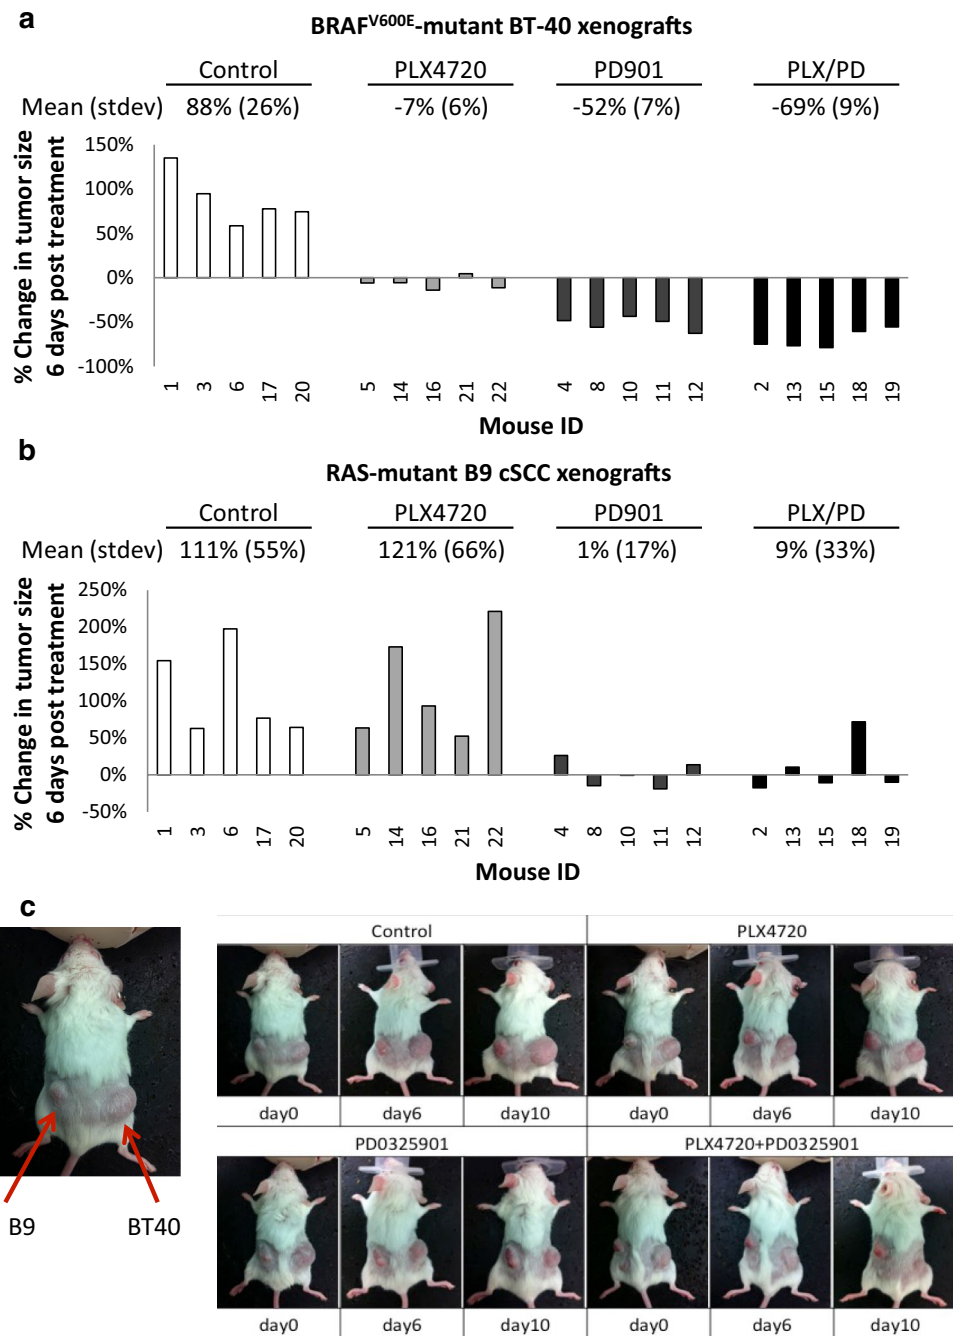 a
BRAFV600E-mutant BT-40 xenografts
Control PLX4720 PD901 PLX/PD
Mean (stdev) 88% (26%) -7% (6%) -52% (7%) -69% (9%)
% Change in tumor size
6 days post treatment
150%
100%
50%
0%
-50%
-100%
1 3 6 17 20 5 14 16 21 22 4 8 10 11 12 2 13 15 18 19
Mouse ID
b
RAS-mutant B9 cSCC xenografts
Control PLX4720 PD901 PLX/PD
Mean (stdev) 111% (55%) 121% (66%) 1% (17%) 9% (33%)
% Change in tumor size
6 days post treatment
250%
200%
150%
100%
50%
0%
-50%
1 3 6 17 20 5 14 16 21 22 4 8 10 11 12 2 13 15 18 19
Mouse ID
c
B9 BT40
Control PLX4720
day0 day6 day10 day0 day6 day10
PD0325901 PLX4720+PD0325901
day0 day6 day10 day0 day6 day10